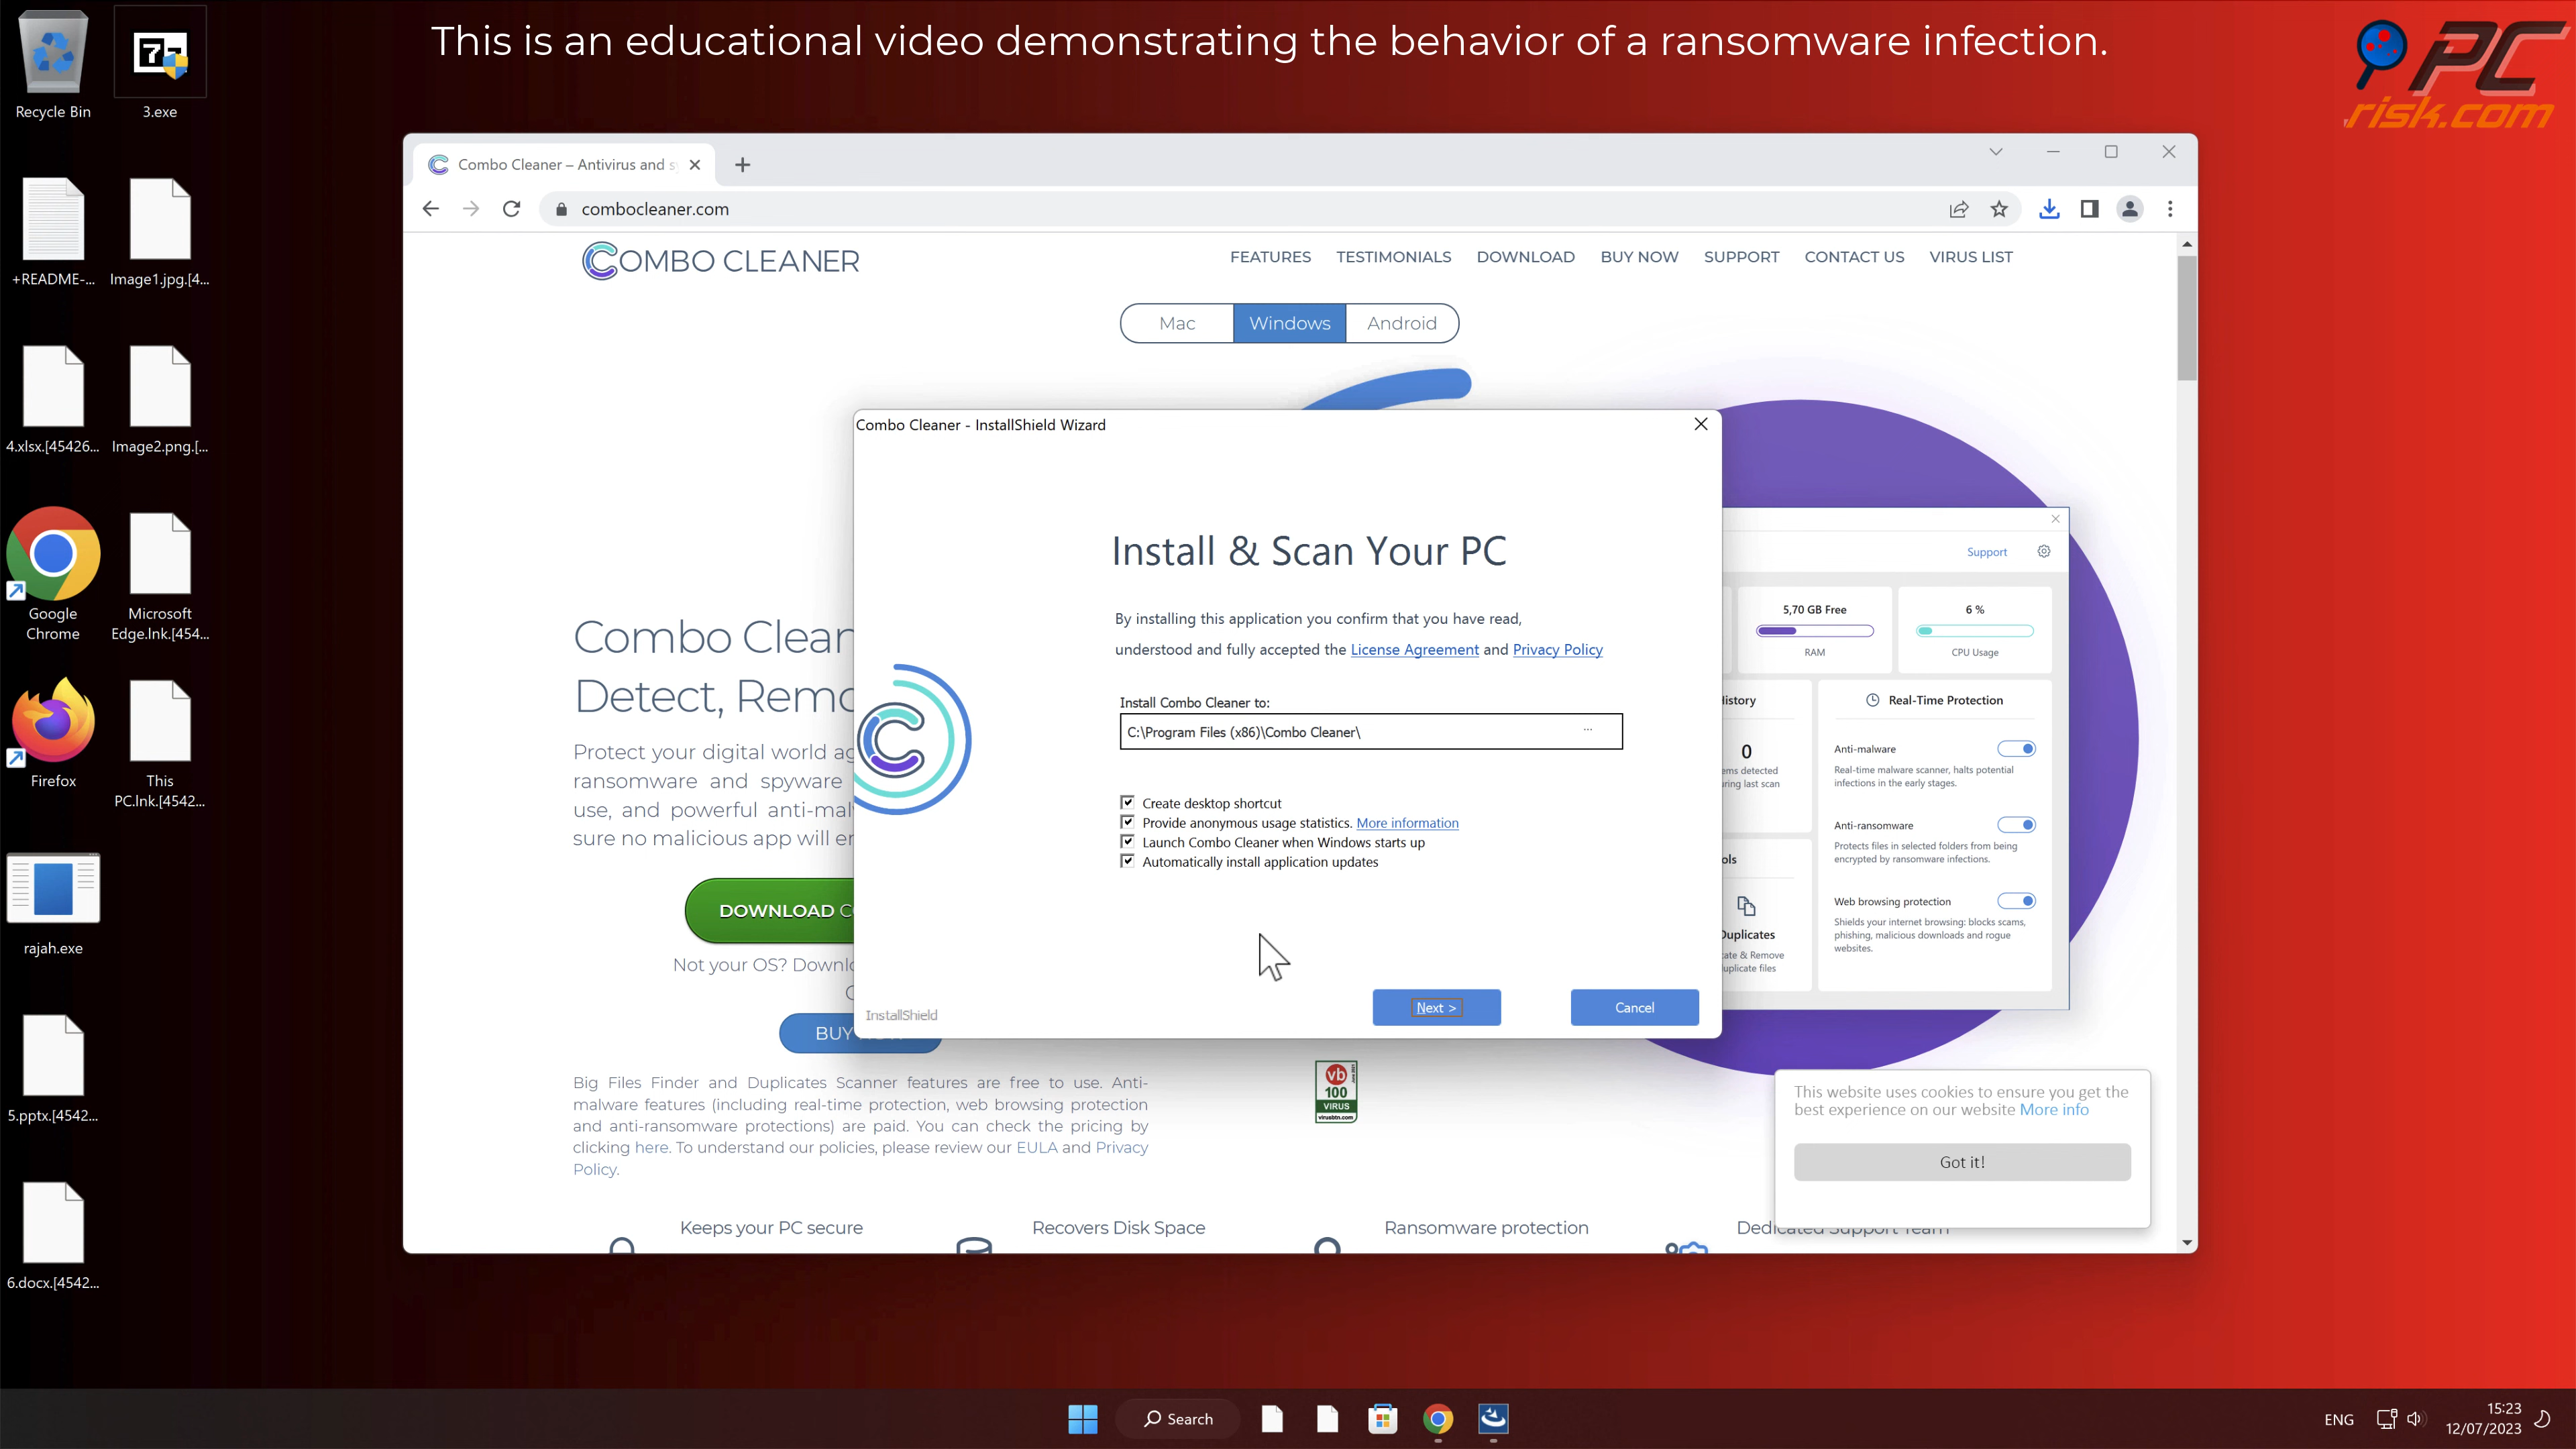 This is an educational video demonstrating the behavior of a ransomware infection.
PC
risk.com
Recycle Bin
3.exe
+README-...
Image1.jpg.[4...
4.xlsx.[45426...
Image2.png.[...
Google
Chrome
Microsoft
Edge.lnk.[454...
Firefox
This
PC.lnk.[4542...
rajah.exe
5.pptx.[4542...
6.docx.[4542...
Combo Cleaner – Antivirus and
combocleaner.com
COMBO CLEANER
FEATURES TESTIMONIALS DOWNLOAD BUY NOW SUPPORT CONTACT US VIRUS LIST
Mac Windows Android
Combo Clean
Detect, Remo
Protect your digital world ag
ransomware and spyware
use, and powerful anti-mal
sure no malicious app will en
DOWNLOAD
Not your OS? Downlo
BUY
Big Files Finder and Duplicates Scanner features are free to use. Anti-
malware features (including real-time protection, web browsing protection
and anti-ransomware protections) are paid. You can check the pricing by
clicking here. To understand our policies, please review our EULA and Privacy
Policy.
Combo Cleaner - InstallShield Wizard
Install & Scan Your PC
By installing this application you confirm that you have read,
understood and fully accepted the License Agreement and Privacy Policy
Install Combo Cleaner to:
C:\Program Files (x86)\Combo Cleaner\
...
Create desktop shortcut
Provide anonymous usage statistics. More information
Launch Combo Cleaner when Windows starts up
Automatically install application updates
InstallShield
Next >
Cancel
Support
5,70 GB Free
RAM
6 %
CPU Usage
History
0
ems detected
uring last scan
ols
Duplicates
ate & Remove
uplicate files
Real-Time Protection
Anti-malware
Real-time malware scanner, halts potential
infections in the early stages.
Anti-ransomware
Protects files in selected folders from being
encrypted by ransomware infections.
Web browsing protection
Shields your internet browsing: blocks scams,
phishing, malicious downloads and rogue
websites.
vb
100
VIRUS
virusbtn.com
This website uses cookies to ensure you get the
best experience on our website More info
Got it!
Keeps your PC secure
Recovers Disk Space
Ransomware protection
Dedicated Support Team
Search
ENG
15:23
12/07/2023